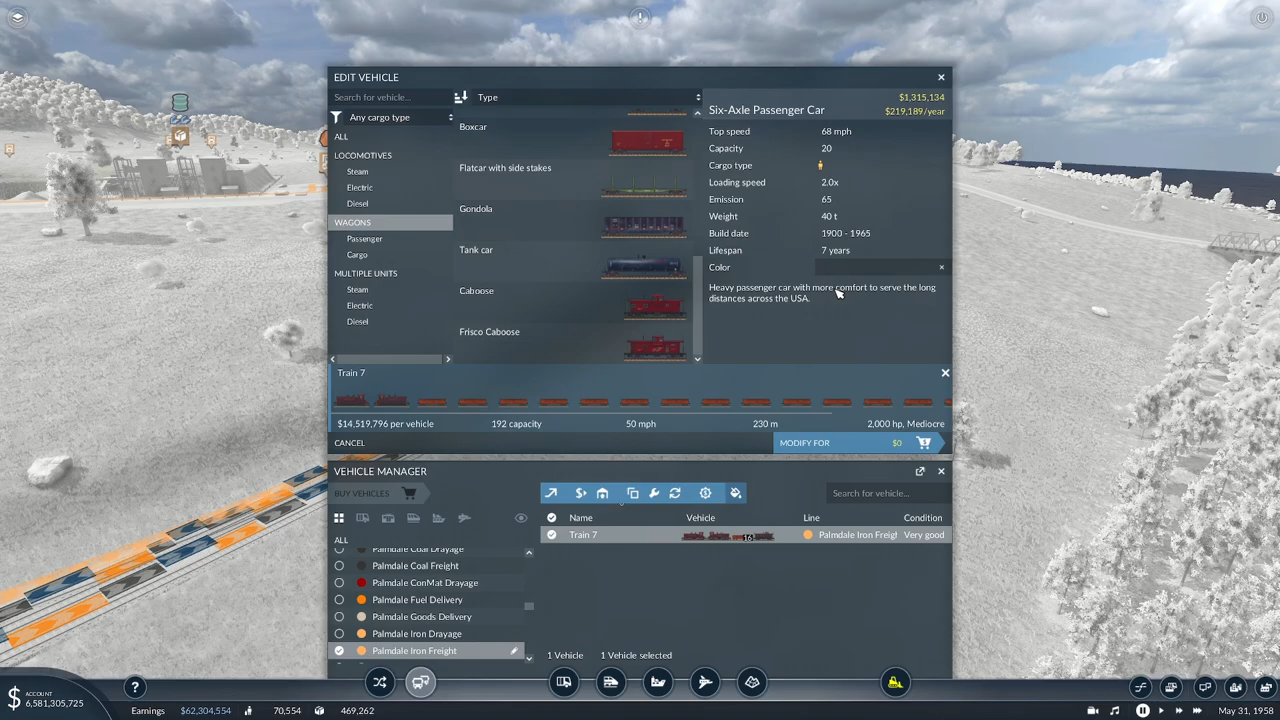 EDIT VEHICLE
Search for vehicle...
Type
Any cargo type
ALL
LOCOMOTIVES
Steam
Electric
Diesel
WAGONS
Passenger
Cargo
MULTIPLE UNITS
Steam
Electric
Diesel
Boxcar
Flatcar with side stakes
Gondola
Tank car
Caboose
Frisco Caboose
$1,315,134
Six-Axle Passenger Car
$219,189/year
Top speed 68 mph
Capacity 20
Cargo type
Loading speed 2.0x
Emission 65
Weight 40 t
Build date 1900 - 1965
Lifespan 7 years
Color
Heavy passenger car with more comfort to serve the long
distances across the USA.
Train 7
$14,519,796 per vehicle 192 capacity 50 mph 230 m 2,000 hp, Mediocre
CANCEL
MODIFY FOR $0
VEHICLE MANAGER
BUY VEHICLES
Search for vehicle...
ALL
Palmdale Coal Drayage
Palmdale Coal Freight
Palmdale ConMat Drayage
Palmdale Fuel Delivery
Palmdale Goods Delivery
Palmdale Iron Drayage
Palmdale Iron Freight
Name Vehicle Line Condition
Train 7 16 Palmdale Iron Freigh Very good
1 Vehicle 1 Vehicle selected
$ ACCOUNT
6,581,305,725
?
Earnings $62,304,554 70,554 469,262
May 31, 1958